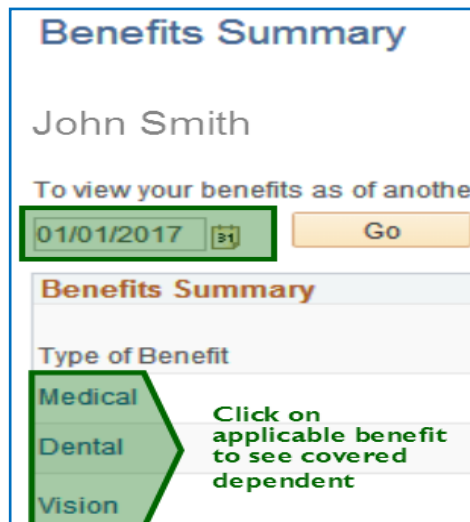 Benefits Summary
John Smith
To view your benefits as of anothe
01/01/2017 31 Go
Benefits Summary
Type of Benefit
Medical
Dental
Vision
Click on
applicable benefit
to see covered
dependent